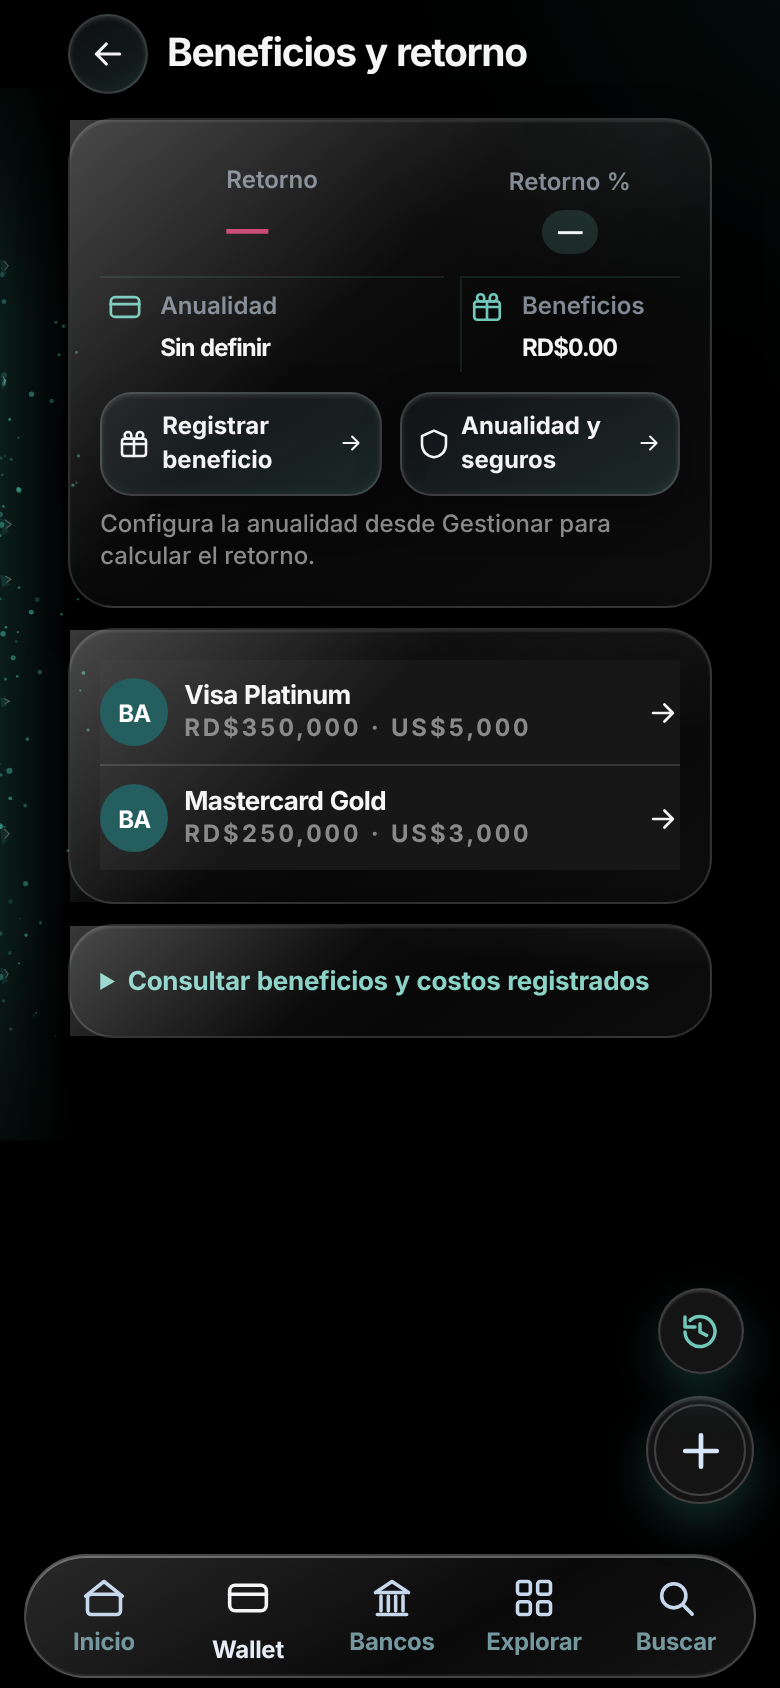 Beneficios y retorno
Retorno
Retorno %
—
—
Anualidad
Sin definir
Beneficios
RD$0.00
Registrar
beneficio
Anualidad y
seguros
Configura la anualidad desde Gestionar para
calcular el retorno.
BA
Visa Platinum
RD$350,000 · US$5,000
BA
Mastercard Gold
RD$250,000 · US$3,000
Consultar beneficios y costos registrados
Inicio
Wallet
Bancos
Explorar
Buscar